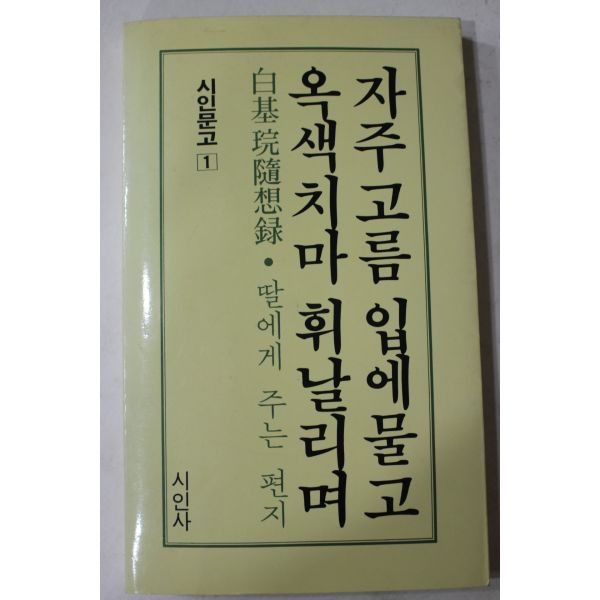 자주 고름 입에물고
옥색치마 휘날리며
白基琓隨想録 • 딸에게 주는 편지
시인문고 1
시인사